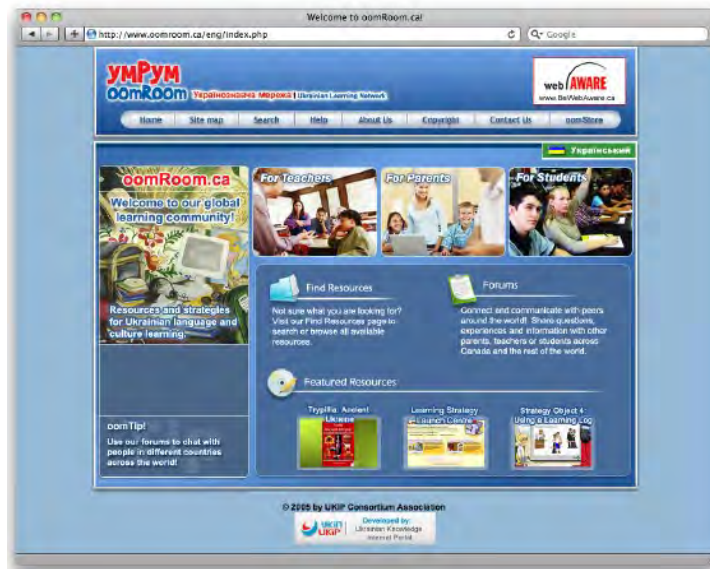 Welcome to oomRoom.ca!
http://www.oomroom.ca/eng/index.php
Google
умРум
oomRoom
Українознавча Мережа | Ukrainian Learning Network
web AWARE
www.BeWebAware.ca
Home Site map Search Help About Us Copyright Contact Us oomStore
Український
oomRoom.ca
Welcome to our global
learning community!
Resources and strategies
for Ukrainian language and
culture learning.
oomTip!
Use our forums to chat with
people in different countries
across the world!
For Teachers
For Parents
For Students
Find Resources
Not sure what you are looking for?
Visit our Find Resources page to
search or browse all available
resources.
Forums
Connect and communicate with peers
around the world! Share questions,
experiences and information with other
parents, teachers or students across
Canada and the rest of the world.
Featured Resources
Trypillia: Ancient
Ukraine
Learning Strategy
Launch Centre
Strategy Object 4:
Using a Learning Log
© 2005 by UKiP Consortium Association
укіп
UKiP
Developed by:
Ukrainian Knowledge
Internet Portal